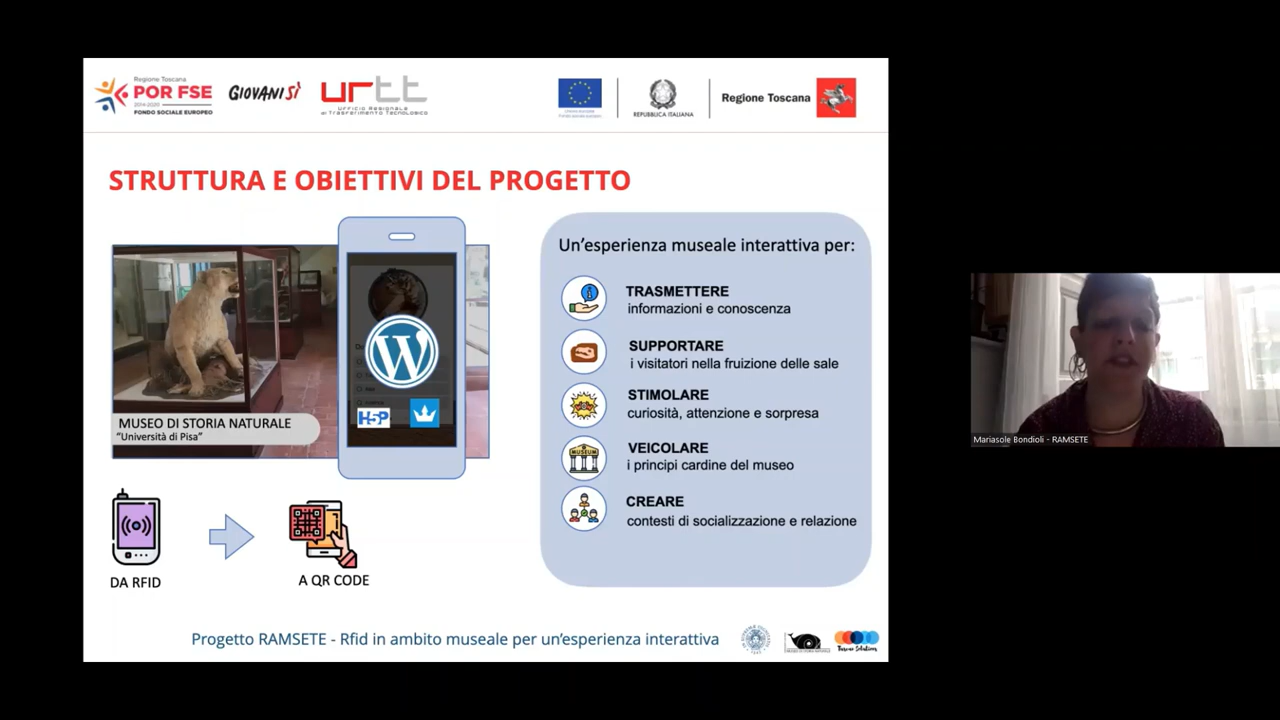 Regione Toscana
POR FSE
2014-2020
FONDO SOCIALE EUROPEO
GIOVANISÌ
urtt
Ufficio Regionale
di Trasferimento Tecnologico
REPUBBLICA ITALIANA
Regione Toscana
STRUTTURA E OBIETTIVI DEL PROGETTO
W
H5P
MUSEO DI STORIA NATURALE
“Università di Pisa”
DA RFID
A QR CODE
Un’esperienza museale interattiva per:
TRASMETTERE
informazioni e conoscenza
SUPPORTARE
i visitatori nella fruizione delle sale
STIMOLARE
curiosità, attenzione e sorpresa
MUSEUM
VEICOLARE
i principi cardine del museo
CREARE
contesti di socializzazione e relazione
Progetto RAMSETE - Rfid in ambito museale per un’esperienza interattiva
Mariasole Bondioli - RAMSETE